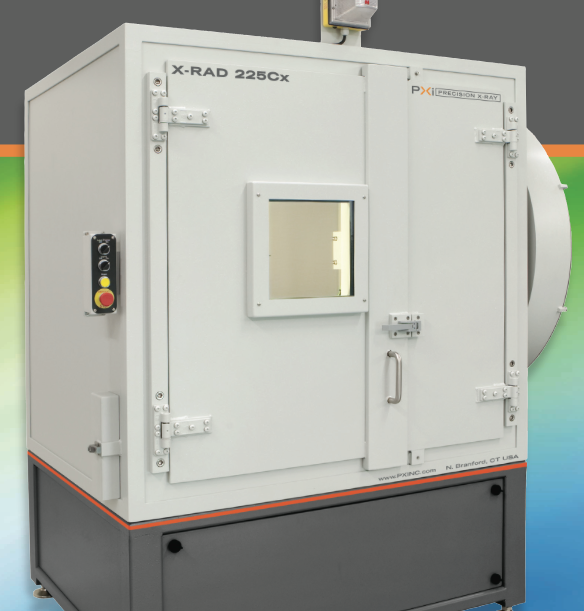 X-RAD 225Cx
PXi PRECISION X-RAY
www.PXiNC.com
N. Branford, CT USA